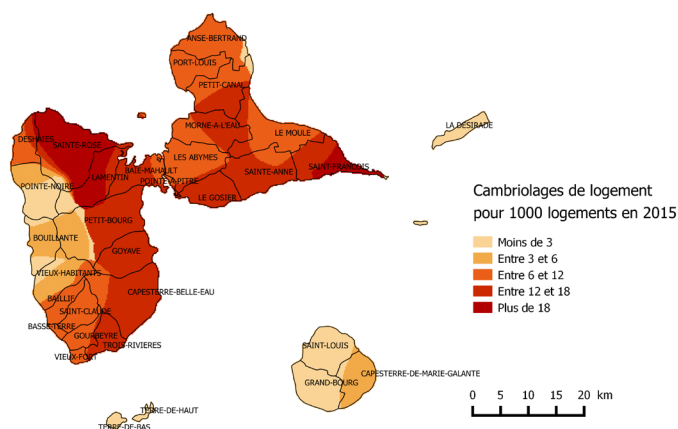 ANSE-BERTRAND
PORT-LOUIS
PETIT-CANAL
MORNE-A-L'EAU
LE MOULE
LA DESIRADE
DESHAIES
SAINTE-ROSE
LAMENTIN
BAIE-MAHAULT
LES ABYMES
POINTE-A-PITRE
SAINTE-ANNE
SAINT-FRANCOIS
LE GOSIER
POINTE-NOIRE
PETIT-BOURG
BOUILLANTE
GOYAVE
VIEUX-HABITANTS
CAPESTERRE-BELLE-EAU
BAILLIF
SAINT-CLAUDE
BASSE-TERRE
GOURBEYRE
TROIS-RIVIERES
VIEUX-FORT
SAINT-LOUIS
CAPESTERRE-DE-MARIE-GALANTE
GRAND-BOURG
TERRE-DE-HAUT
TERRE-DE-BAS
Cambriolages de logement
pour 1000 logements en 2015
Moins de 3
Entre 3 et 6
Entre 6 et 12
Entre 12 et 18
Plus de 18
0 5 10 15 20 km